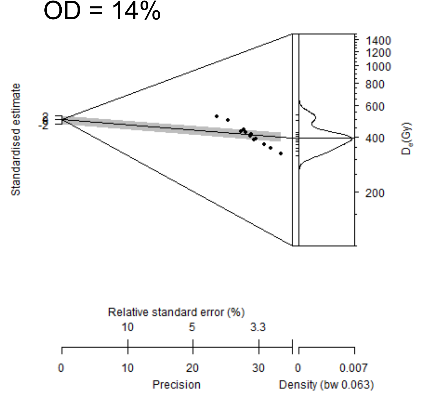 OD = 14%
Standardised estimate
2
-2
1400
1200
1000
800
600
400
200
De(Gy)
Relative standard error (%)
10 5 3.3
0 10 20 30
Precision
0 0.007
Density (bw 0.063)